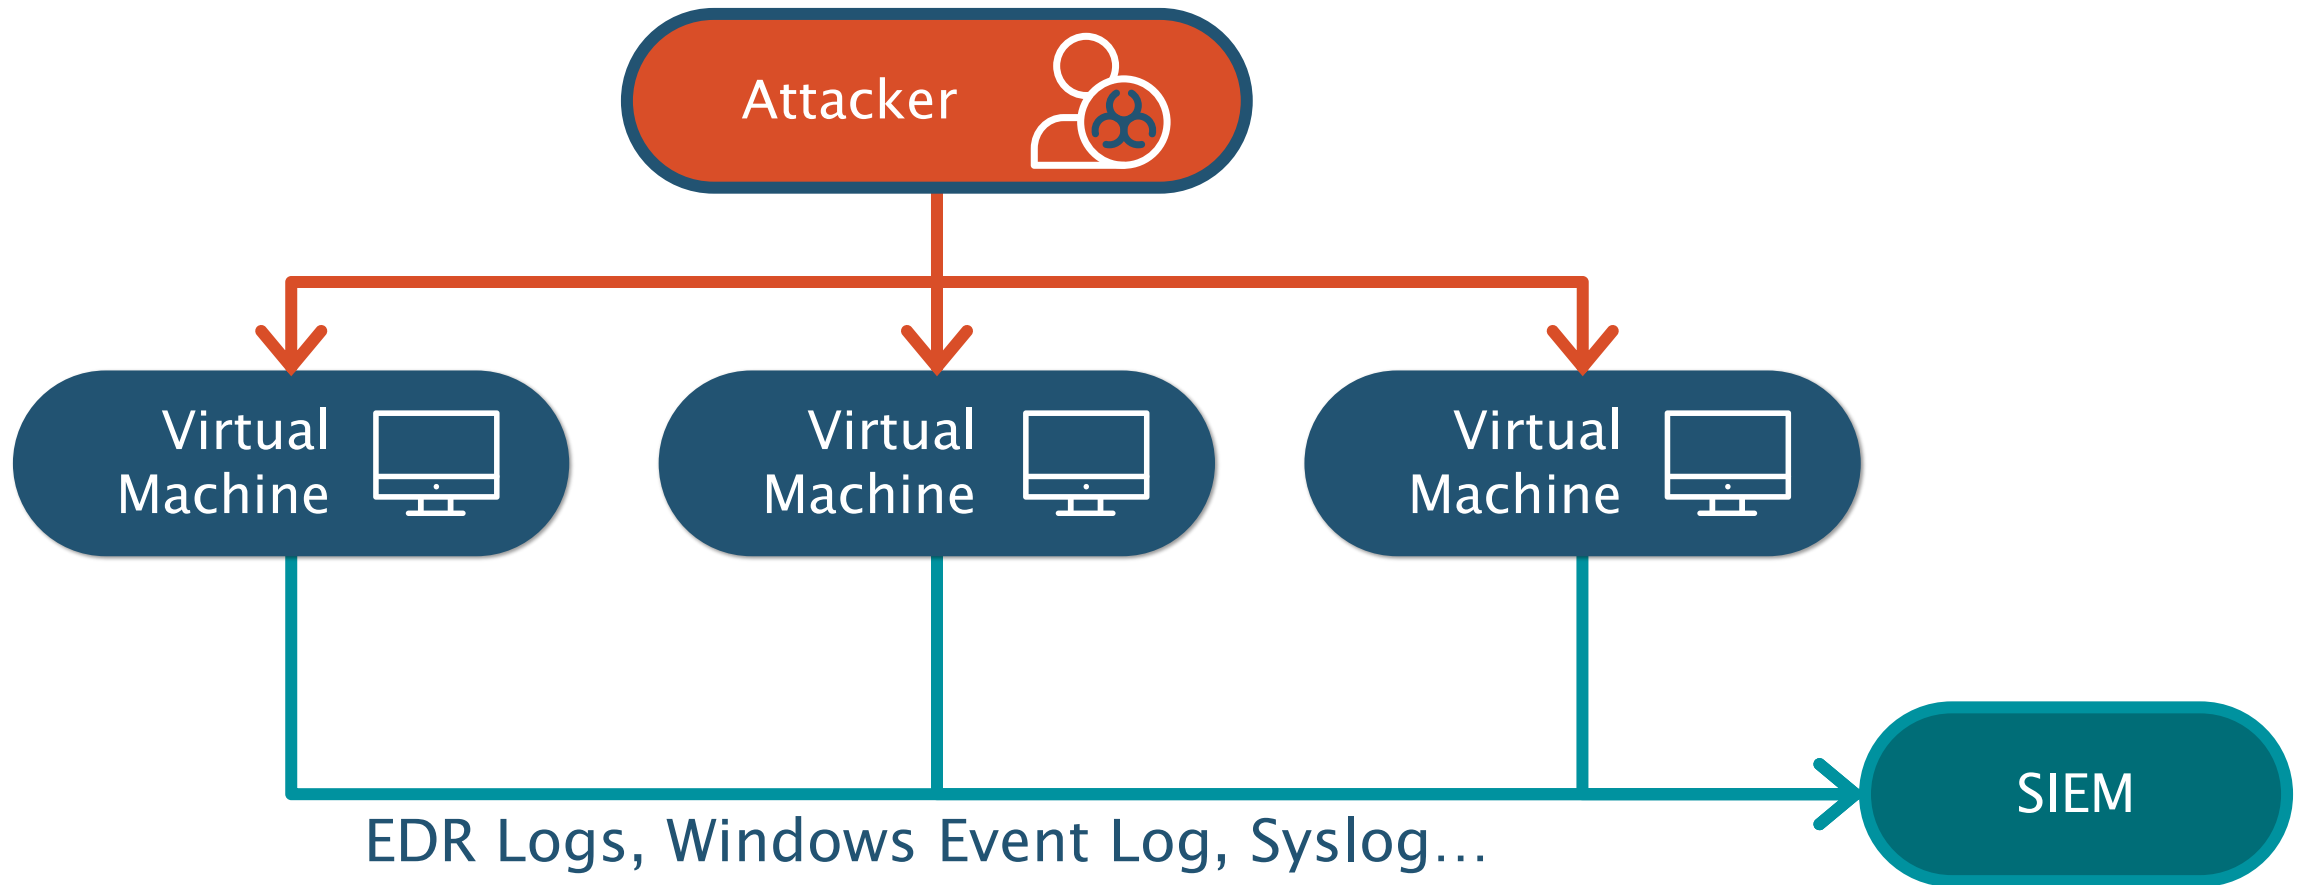 Attacker
Virtual
Machine
Virtual
Machine
Virtual
Machine
SIEM
EDR Logs, Windows Event Log, Syslog...